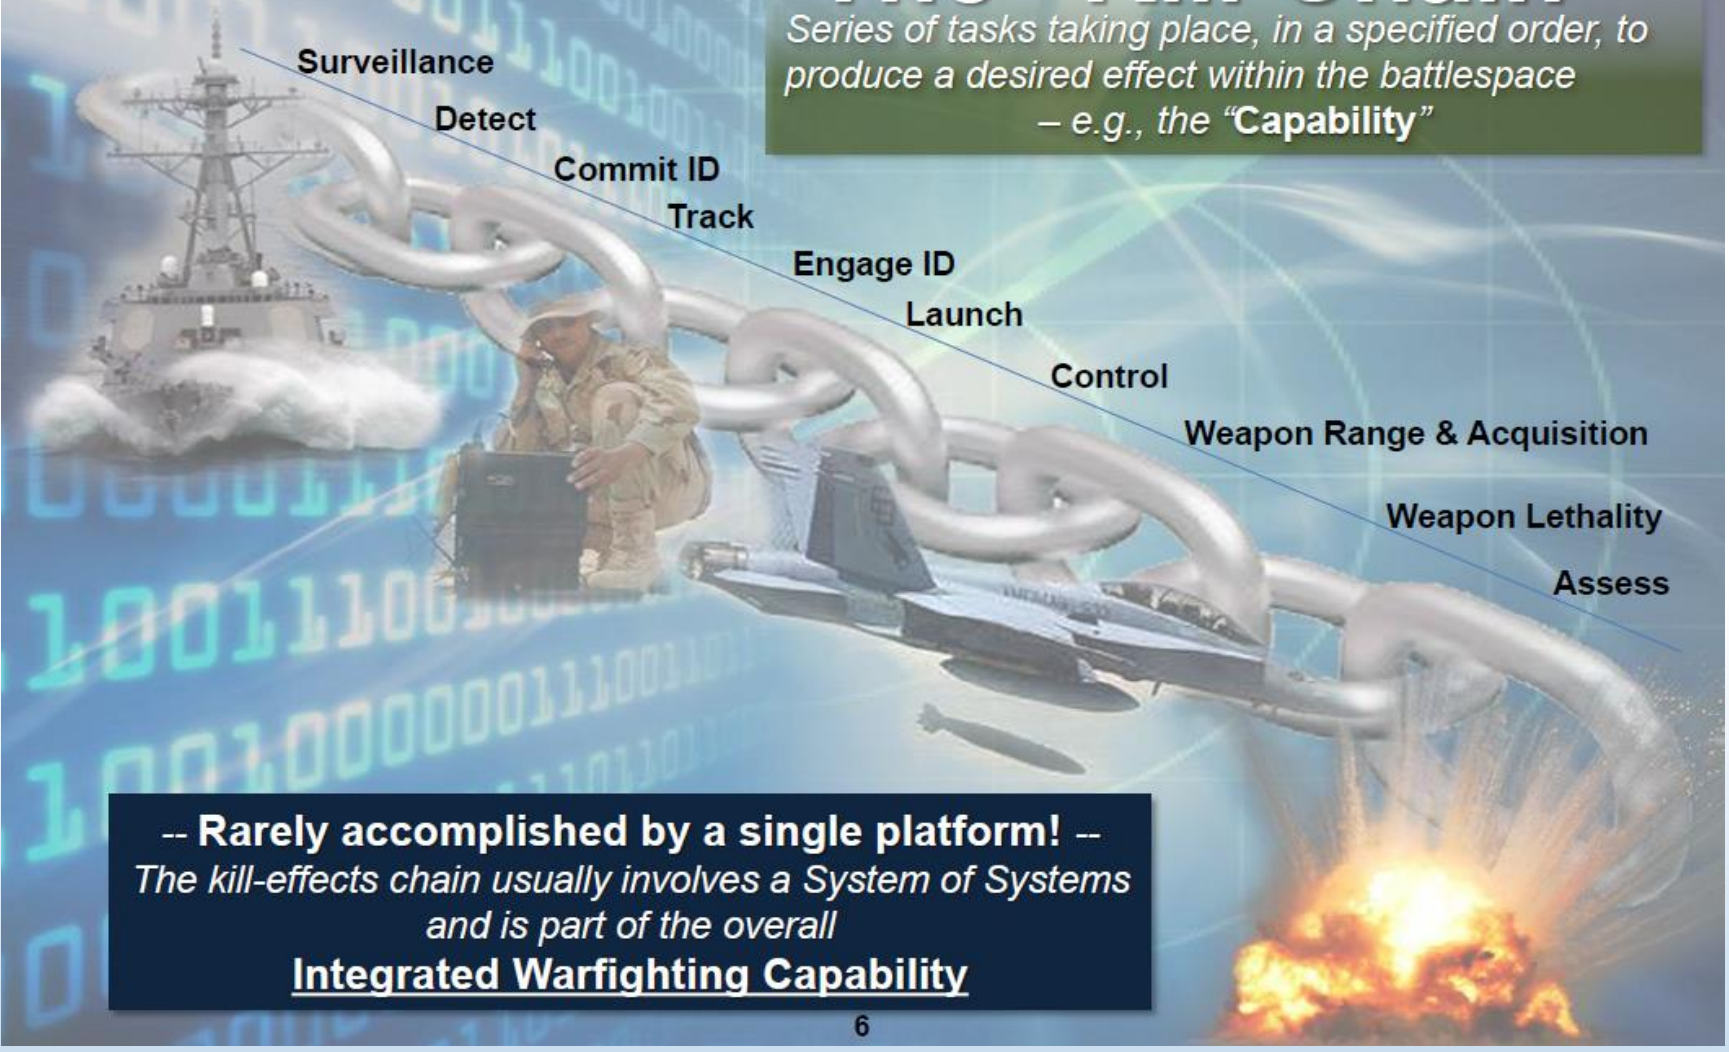 Series of tasks taking place, in a specified order, to
produce a desired effect within the battlespace
– e.g., the “Capability”
Surveillance
Detect
Commit ID
Track
Engage ID
Launch
Control
Weapon Range & Acquisition
Weapon Lethality
Assess
-- Rarely accomplished by a single platform! --
The kill-effects chain usually involves a System of Systems
and is part of the overall
Integrated Warfighting Capability
6